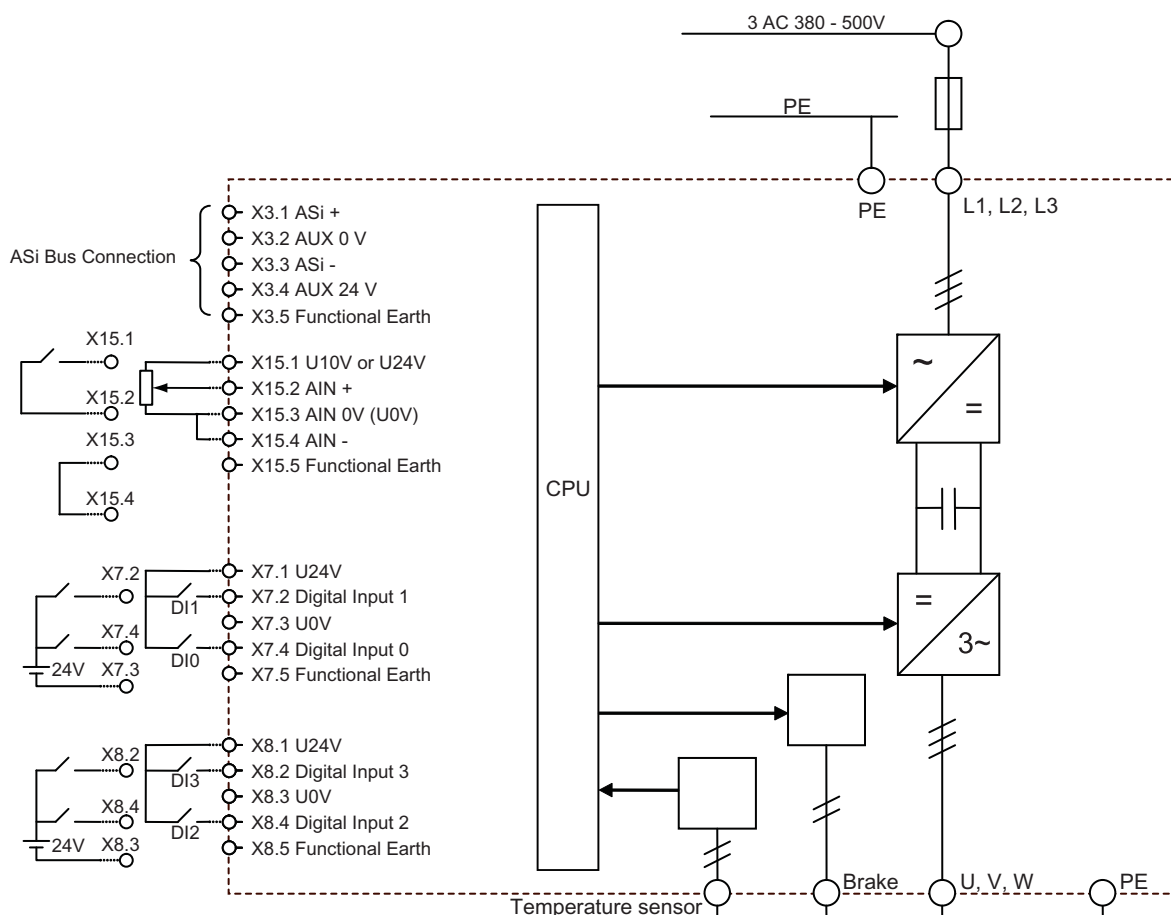 3 AC 380 - 500V
PE
PE
L1, L2, L3
ASi Bus Connection
X3.1 ASi +
X3.2 AUX 0 V
X3.3 ASi -
X3.4 AUX 24 V
X3.5 Functional Earth
X15.1
X15.2
X15.3
X15.4
X15.1 U10V or U24V
X15.2 AIN +
X15.3 AIN 0V (U0V)
X15.4 AIN -
X15.5 Functional Earth
CPU
~
=
=
3~
X7.2
X7.4
X7.3
24V
DI1
DI0
X7.1 U24V
X7.2 Digital Input 1
X7.3 U0V
X7.4 Digital Input 0
X7.5 Functional Earth
X8.2
X8.4
X8.3
24V
DI3
DI2
X8.1 U24V
X8.2 Digital Input 3
X8.3 U0V
X8.4 Digital Input 2
X8.5 Functional Earth
Temperature sensor
Brake
U, V, W
PE